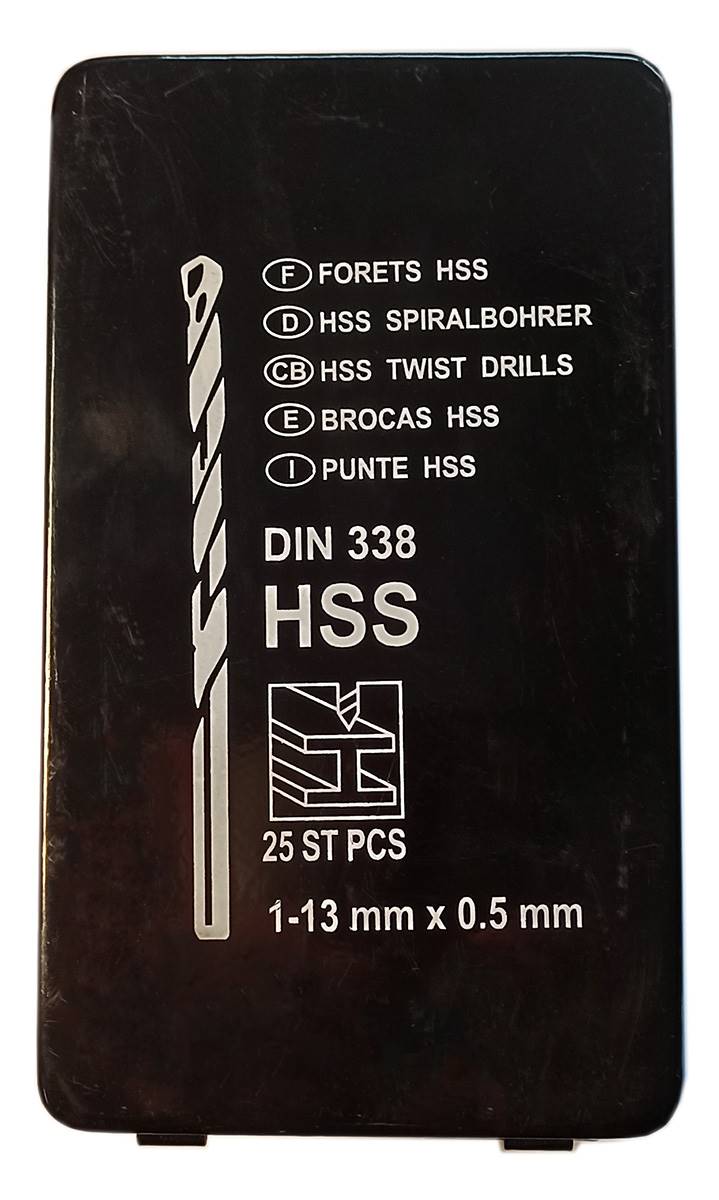 F FORETS HSS
D HSS SPIRALBOHRER
CB HSS TWIST DRILLS
E BROCAS HSS
I PUNTE HSS
DIN 338
HSS
25 ST PCS
1-13 mm x 0.5 mm